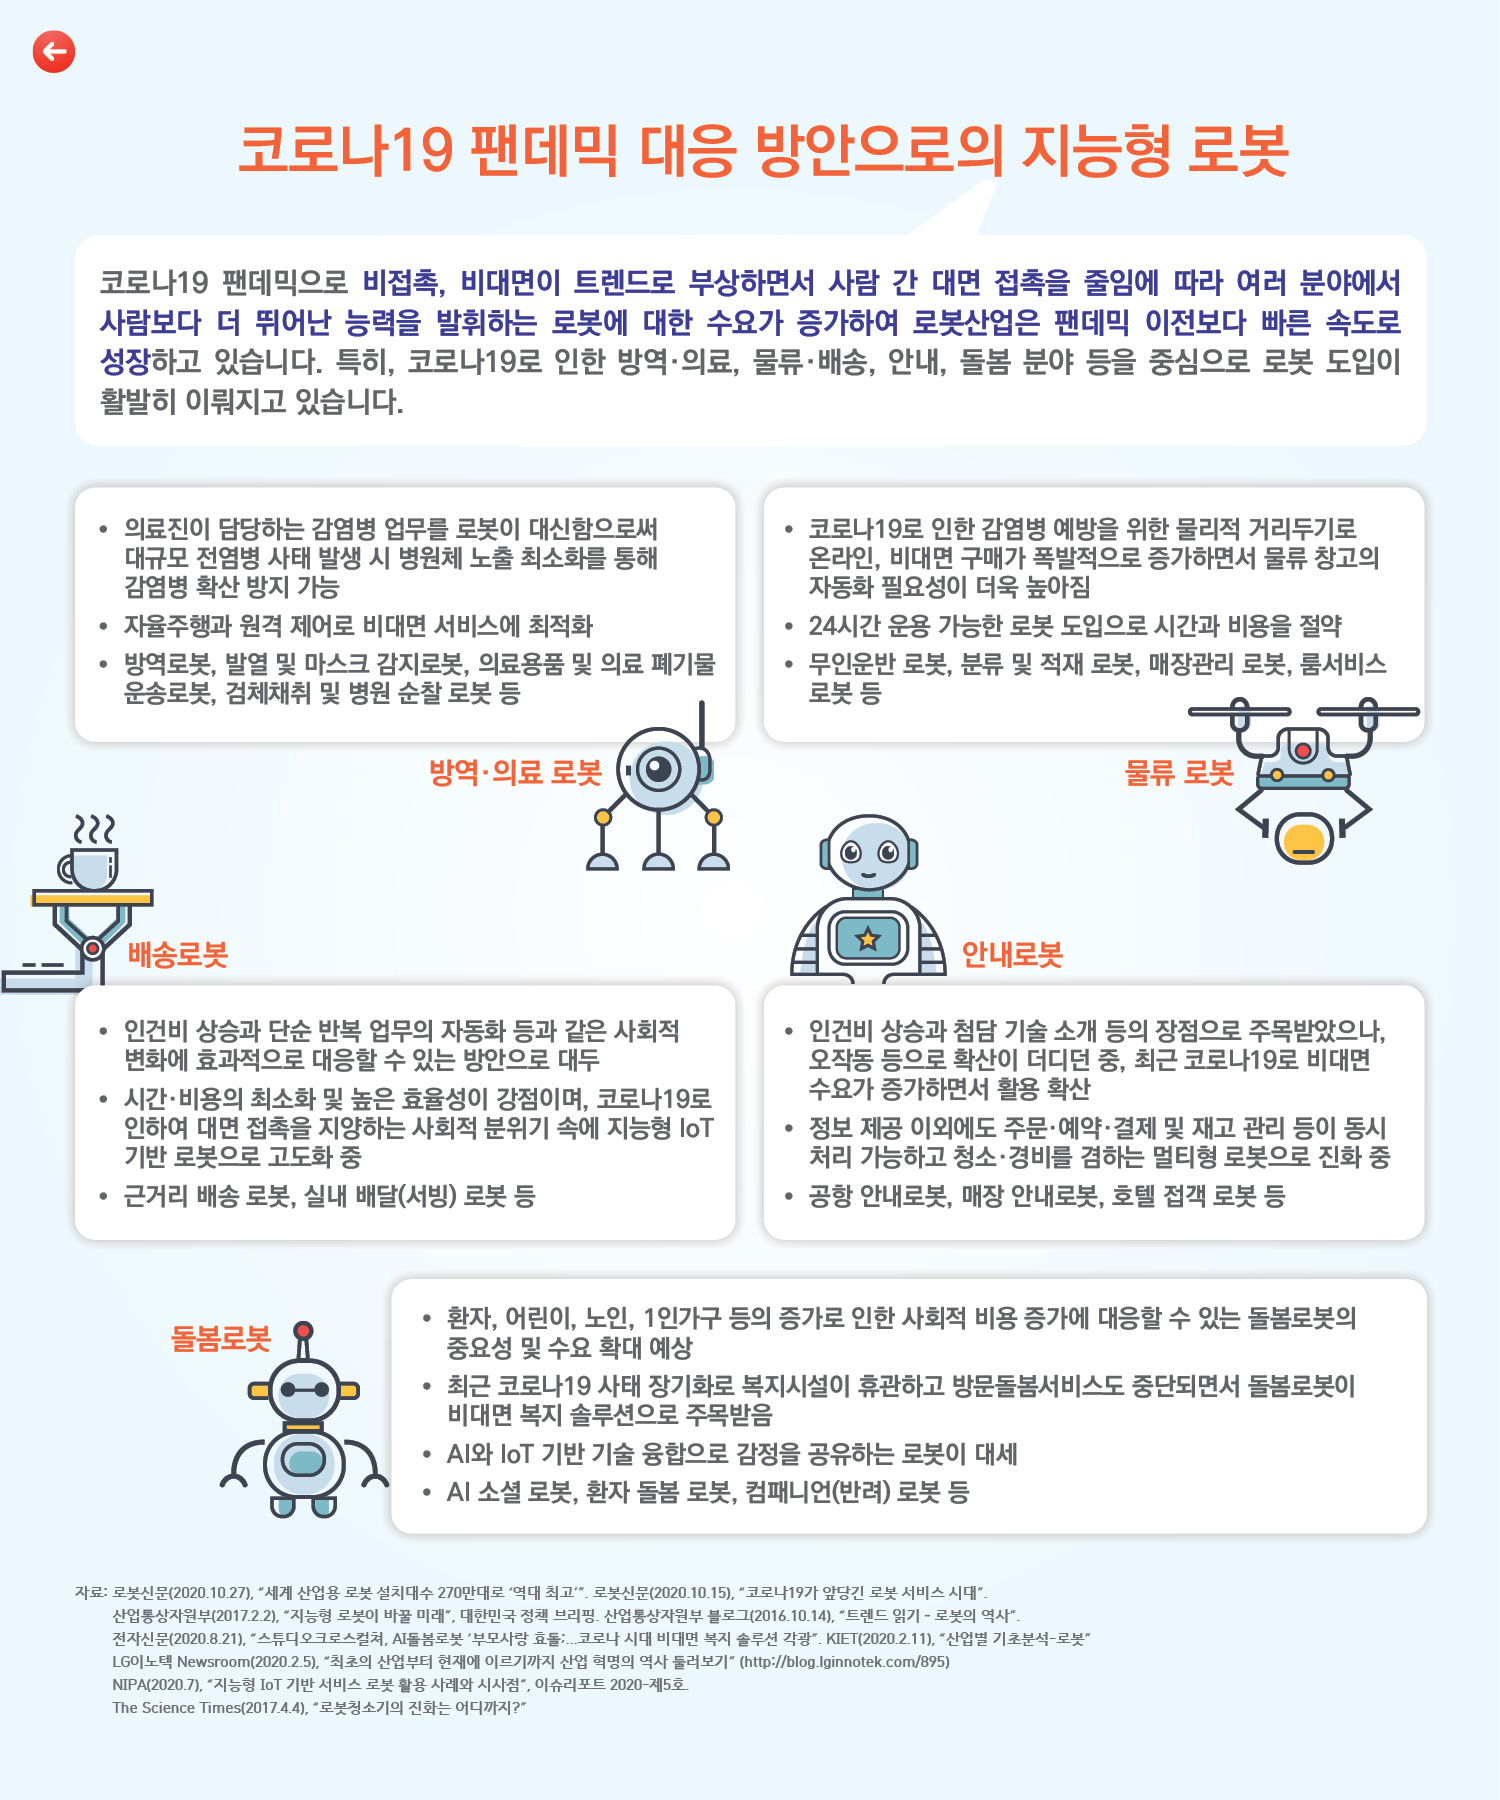 코로나19 팬데믹 대응 방안으로의 지능형 로봇
코로나19 팬데믹으로 비접촉, 비대면이 트렌드로 부상하면서 사람 간 대면 접촉을 줄임에 따라 여러 분야에서
사람보다 더 뛰어난 능력을 발휘하는 로봇에 대한 수요가 증가하여 로봇산업은 팬데믹 이전보다 빠른 속도로
성장하고 있습니다. 특히, 코로나19로 인한 방역·의료, 물류·배송, 안내, 돌봄 분야 등을 중심으로 로봇 도입이
활발히 이뤄지고 있습니다.
• 의료진이 담당하는 감염병 업무를 로봇이 대신함으로써
대규모 전염병 사태 발생 시 병원체 노출 최소화를 통해
감염병 확산 방지 가능
• 자율주행과 원격 제어로 비대면 서비스에 최적화
• 방역로봇, 발열 및 마스크 감지로봇, 의료용품 및 의료 폐기물
운송로봇, 검체채취 및 병원 순찰 로봇 등
방역·의료 로봇
• 코로나19로 인한 감염병 예방을 위한 물리적 거리두기로
온라인, 비대면 구매가 폭발적으로 증가하면서 물류 창고의
자동화 필요성이 더욱 높아짐
• 24시간 운용 가능한 로봇 도입으로 시간과 비용을 절약
• 무인운반 로봇, 분류 및 적재 로봇, 매장관리 로봇, 룸서비스
로봇 등
물류 로봇
배송로봇
• 인건비 상승과 단순 반복 업무의 자동화 등과 같은 사회적
변화에 효과적으로 대응할 수 있는 방안으로 대두
• 시간·비용의 최소화 및 높은 효율성이 강점이며, 코로나19로
인하여 대면 접촉을 지양하는 사회적 분위기 속에 지능형 IoT
기반 로봇으로 고도화 중
• 근거리 배송 로봇, 실내 배달(서빙) 로봇 등
안내로봇
• 인건비 상승과 첨담 기술 소개 등의 장점으로 주목받았으나,
오작동 등으로 확산이 더디던 중, 최근 코로나19로 비대면
수요가 증가하면서 활용 확산
• 정보 제공 이외에도 주문·예약·결제 및 재고 관리 등이 동시
처리 가능하고 청소·경비를 겸하는 멀티형 로봇으로 진화 중
• 공항 안내로봇, 매장 안내로봇, 호텔 접객 로봇 등
돌봄로봇
• 환자, 어린이, 노인, 1인가구 등의 증가로 인한 사회적 비용 증가에 대응할 수 있는 돌봄로봇의
중요성 및 수요 확대 예상
• 최근 코로나19 사태 장기화로 복지시설이 휴관하고 방문돌봄서비스도 중단되면서 돌봄로봇이
비대면 복지 솔루션으로 주목받음
• AI와 IoT 기반 기술 융합으로 감정을 공유하는 로봇이 대세
• AI 소셜 로봇, 환자 돌봄 로봇, 컴패니언(반려) 로봇 등
자료: 로봇신문(2020.10.27), “세계 산업용 로봇 설치대수 270만대로 ‘역대 최고’”. 로봇신문(2020.10.15), “코로나19가 앞당긴 로봇 서비스 시대”.
산업통상자원부(2017.2.2), “지능형 로봇이 바꿀 미래”, 대한민국 정책 브리핑. 산업통상자원부 블로그(2016.10.14), “트렌드 읽기 - 로봇의 역사”.
전자신문(2020.8.21), “스튜디오크로스컬쳐, AI돌봄로봇 ‘부모사랑 효돌;...코로나 시대 비대면 복지 솔루션 각광”. KIET(2020.2.11), “산업별 기초분석-로봇”
LG이노텍 Newsroom(2020.2.5), “최초의 산업부터 현재에 이르기까지 산업 혁명의 역사 둘러보기” (http://blog.lginnotek.com/895)
NIPA(2020.7), “지능형 IoT 기반 서비스 로봇 활용 사례와 시사점”, 이슈리포트 2020-제5호.
The Science Times(2017.4.4), “로봇청소기의 진화는 어디까지?”